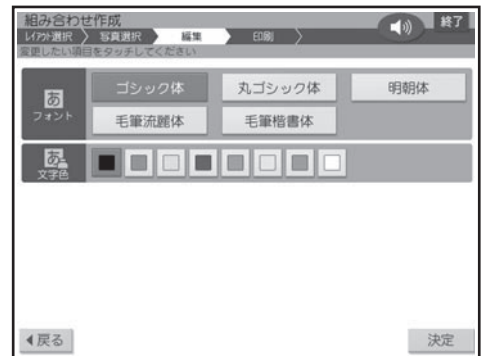 組み合わせ作成
終了
レイアウト選択 写真選択 編集 印刷
変更したい項目をタッチしてください
あ
フォント
ゴシック体 丸ゴシック体 明朝体
毛筆流麗体 毛筆楷書体
あ
文字色
戻る 決定